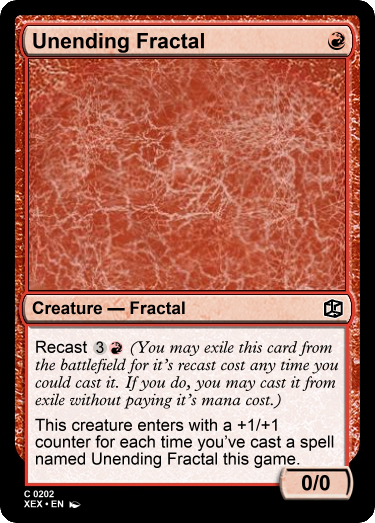 Unending Fractal
Creature — Fractal
Recast 3 (You may exile this card from
the battlefield for it's recast cost any time you
could cast it. If you do, you may cast it from
exile without paying it's mana cost.)
This creature enters with a +1/+1
counter for each time you've cast a spell
named Unending Fractal this game.
0/0
C 0202
XEX • EN